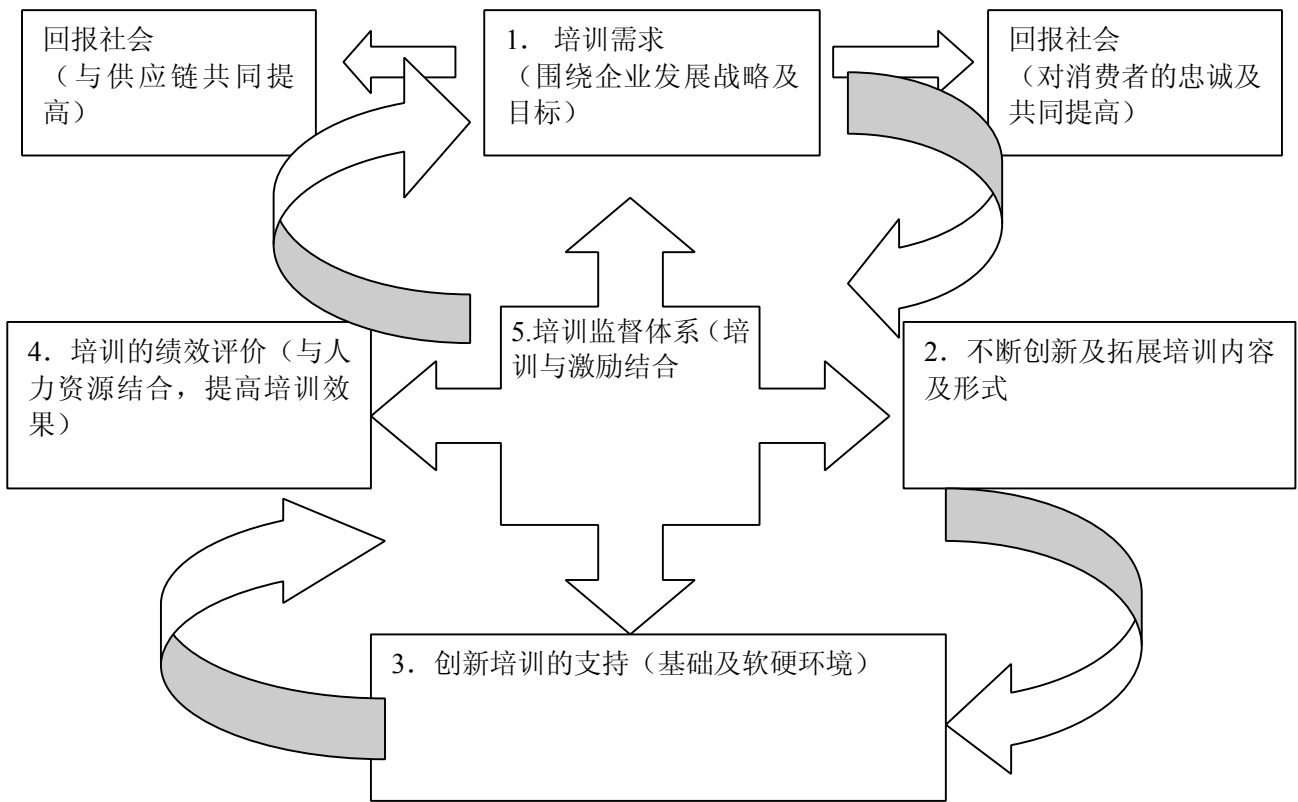 回报社会
（与供应链共同提
高）
1． 培训需求
（围绕企业发展战略及
目标）
回报社会
（对消费者的忠诚及
共同提高）
4．培训的绩效评价（与人
力资源结合，提高培训效
果）
5.培训监督体系（培
训与激励结合
2．不断创新及拓展培训内容
及形式
3．创新培训的支持（基础及软硬环境）